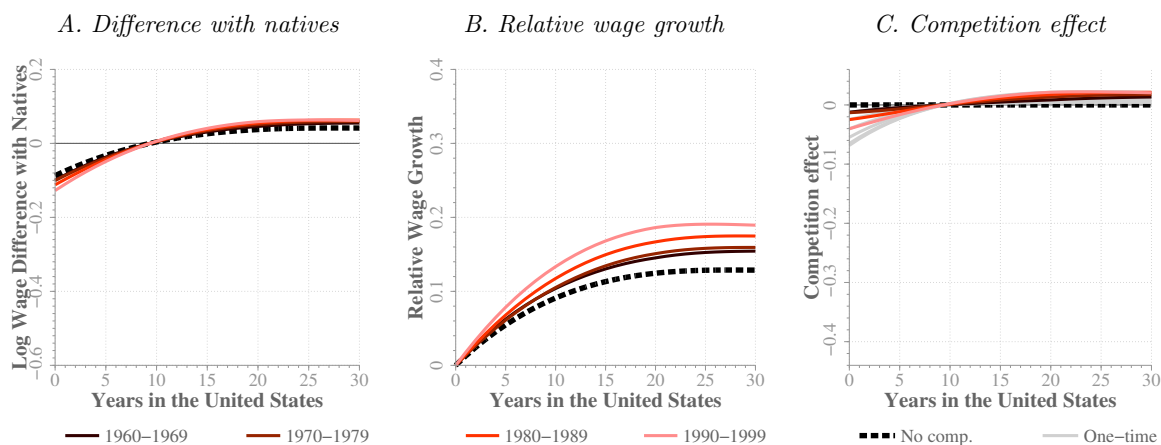 A. Difference with natives
B. Relative wage growth
C. Competition effect
Log Wage Difference with Natives
0.2
0
−0.2
−0.4
−0.6
0 5 10 15 20 25 30
Years in the United States
Relative Wage Growth
0.4
0.3
0.2
0.1
0
0 5 10 15 20 25 30
Years in the United States
Competition effect
0
−0.1
−0.2
−0.3
−0.4
0 5 10 15 20 25 30
Years in the United States
1960−1969 1970−1979 1980−1989 1990−1999 No comp. One−time